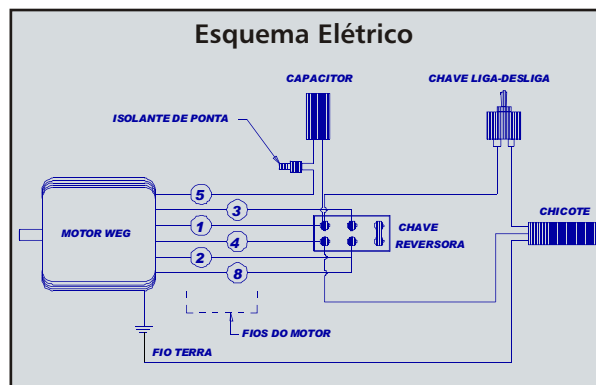 Esquema Elétrico
CAPACITOR
CHAVE LIGA-DESLIGA
ISOLANTE DE PONTA
5
3
MOTOR WEG
1
CHAVE
REVERSORA
CHICOTE
4
2
8
FIOS DO MOTOR
FIO TERRA